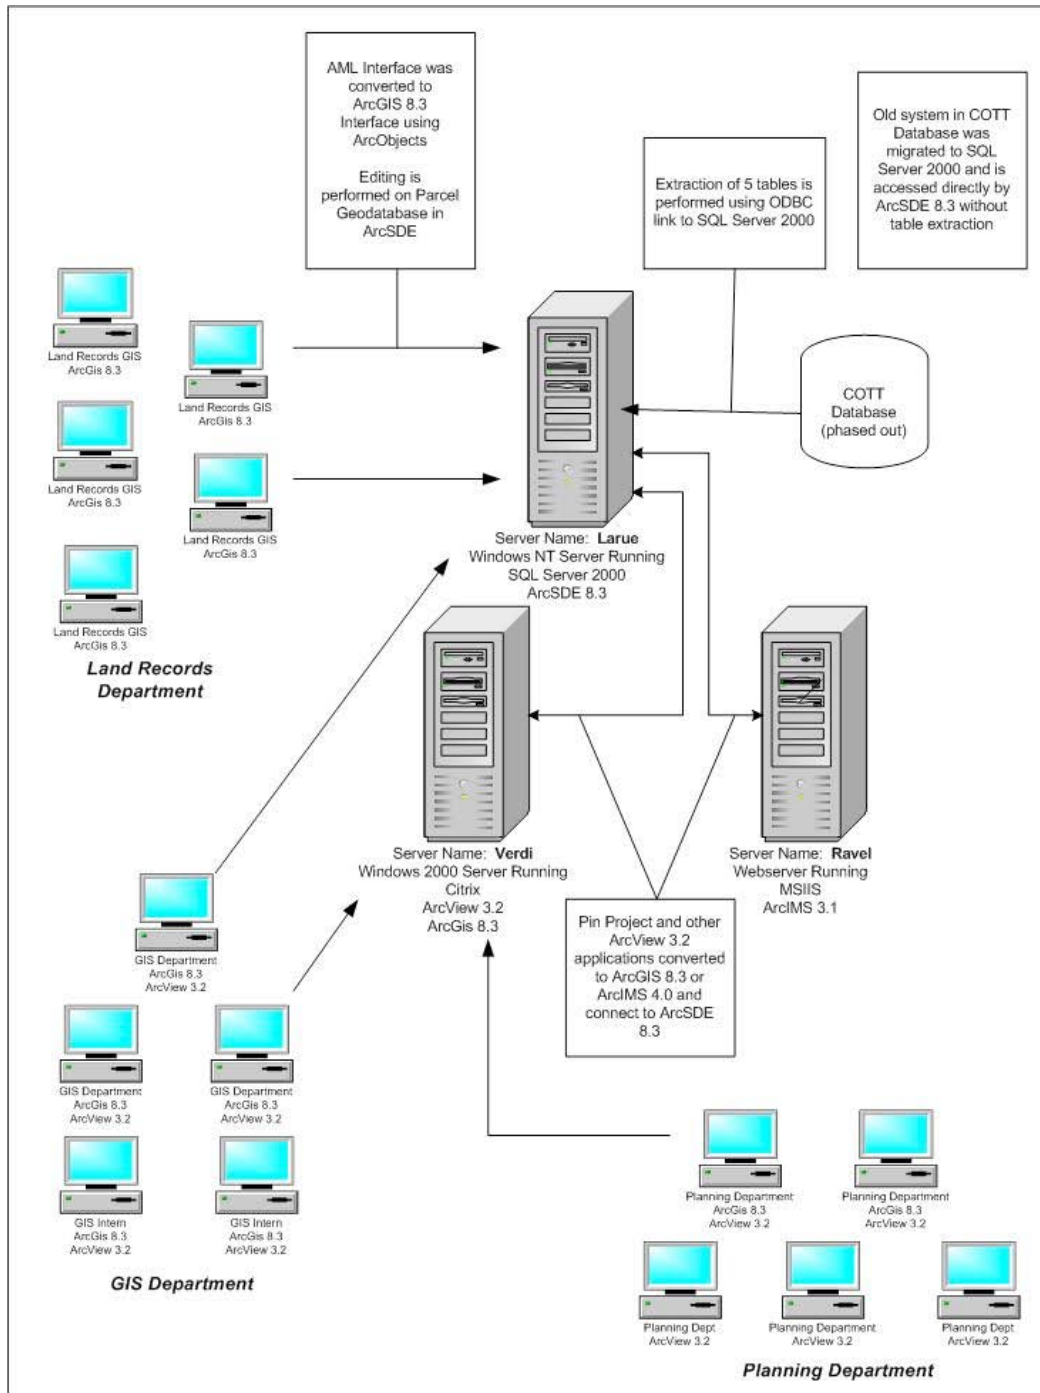 AML Interface was
converted to
ArcGIS 8.3
Interface using
ArcObjects
Editing is
performed on Parcel
Geodatabase in
ArcSDE
Extraction of 5 tables is
performed using ODBC
link to SQL Server 2000
Old system in COTT
Database was
migrated to SQL
Server 2000 and is
accessed directly by
ArcSDE 8.3 without
table extraction
Land Records GIS
ArcGis 8.3
Land Records GIS
ArcGis 8.3
Land Records GIS
ArcGis 8.3
Land Records GIS
ArcGis 8.3
Land Records GIS
ArcGis 8.3
Land Records
Department
COTT
Database
(phased out)
Server Name: Larue
Windows NT Server Running
SQL Server 2000
ArcSDE 8.3
Server Name: Verdi
Windows 2000 Server Running
Citrix
ArcView 3.2
ArcGis 8.3
Server Name: Ravel
Webserver Running
MSIIS
ArcIMS 3.1
Pin Project and other
ArcView 3.2
applications converted
to ArcGIS 8.3 or
ArcIMS 4.0 and
connect to ArcSDE
8.3
GIS Department
ArcGis 8.3
ArcView 3.2
GIS Department
ArcGis 8.3
ArcView 3.2
GIS Department
ArcGis 8.3
ArcView 3.2
GIS Intern
ArcGis 8.3
ArcView 3.2
GIS Intern
ArcGis 8.3
ArcView 3.2
GIS Department
Planning Department
ArcGis 8.3
ArcView 3.2
Planning Department
ArcGis 8.3
ArcView 3.2
Planning Dept
ArcView 3.2
Planning Department
ArcView 3.2
Planning Dept
ArcView 3.2
Planning Department